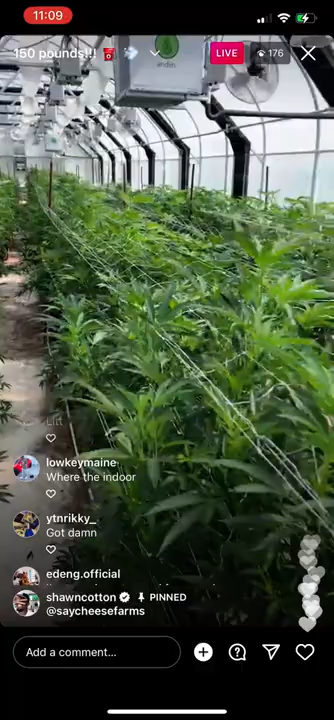 11:09
150 pounds!!!
LIVE
176
Lift
lowkeymaine
Where the indoor
ytnrikky_
Got damn
edeng.official
shawncotton PINNED
@saycheesefarms
Add a comment...